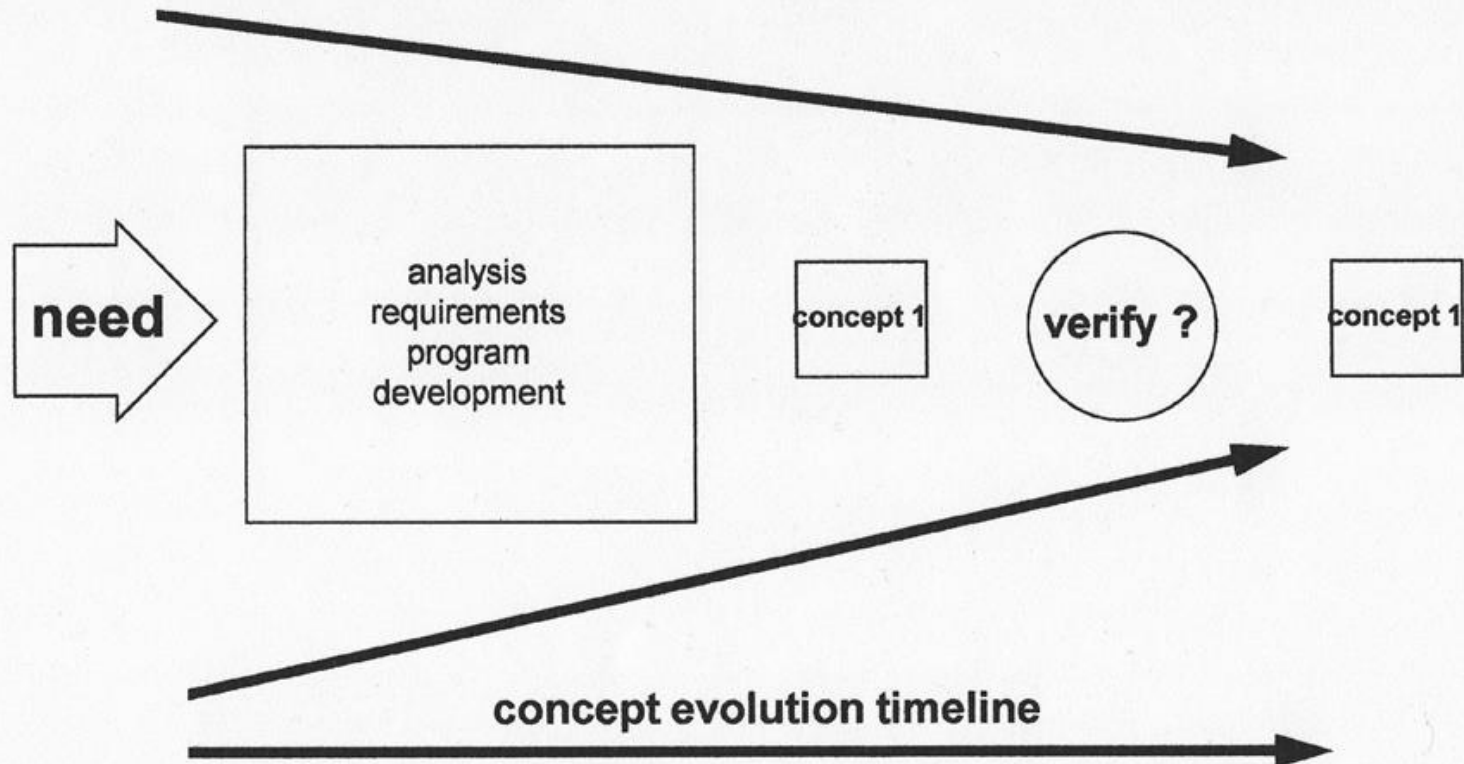 need
analysis
requirements
program
development
concept 1
verify ?
concept 1
concept evolution timeline